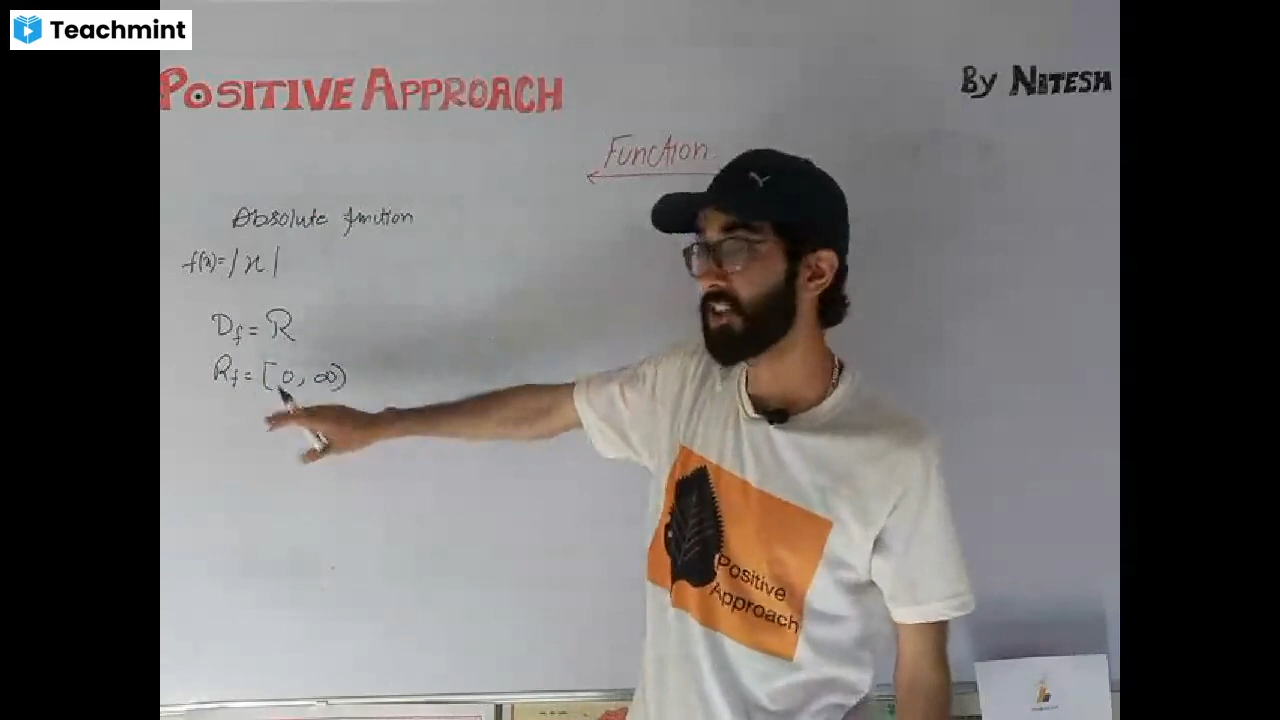 Teachmint
POSITIVE APPROACH
By NITESH
Function
Absolute function
f(x)=|x|
Df = R
Rf = [0, ∞)
Positive
Approach